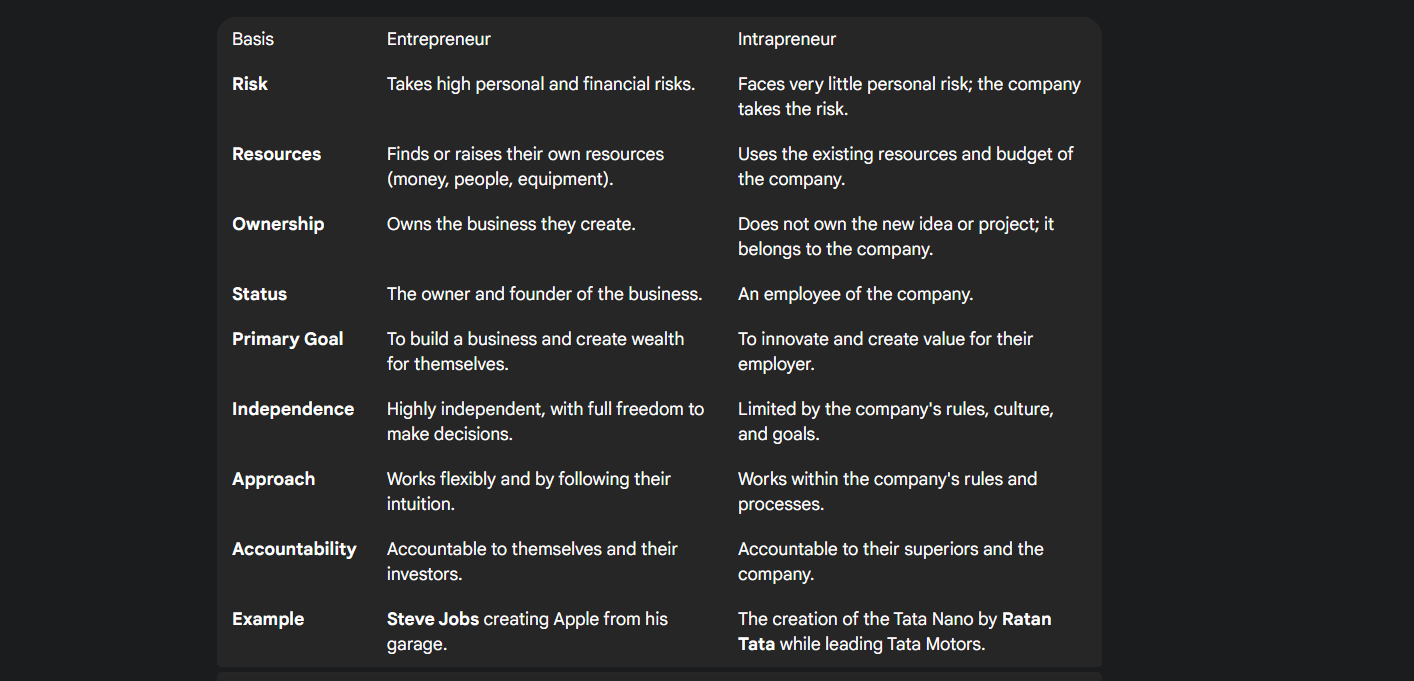 Basis Entrepreneur Intrapreneur
Risk Takes high personal and financial risks. Faces very little personal risk; the company
takes the risk.
Resources Finds or raises their own resources Uses the existing resources and budget of
(money, people, equipment). the company.
Ownership Owns the business they create. Does not own the new idea or project; it
belongs to the company.
Status The owner and founder of the business. An employee of the company.
Primary Goal To build a business and create wealth To innovate and create value for their
for themselves. employer.
Independence Highly independent, with full freedom to Limited by the company's rules, culture,
make decisions. and goals.
Approach Works flexibly and by following their Works within the company's rules and
intuition. processes.
Accountability Accountable to themselves and their Accountable to their superiors and the
investors. company.
Example Steve Jobs creating Apple from his The creation of the Tata Nano by Ratan
garage. Tata while leading Tata Motors.